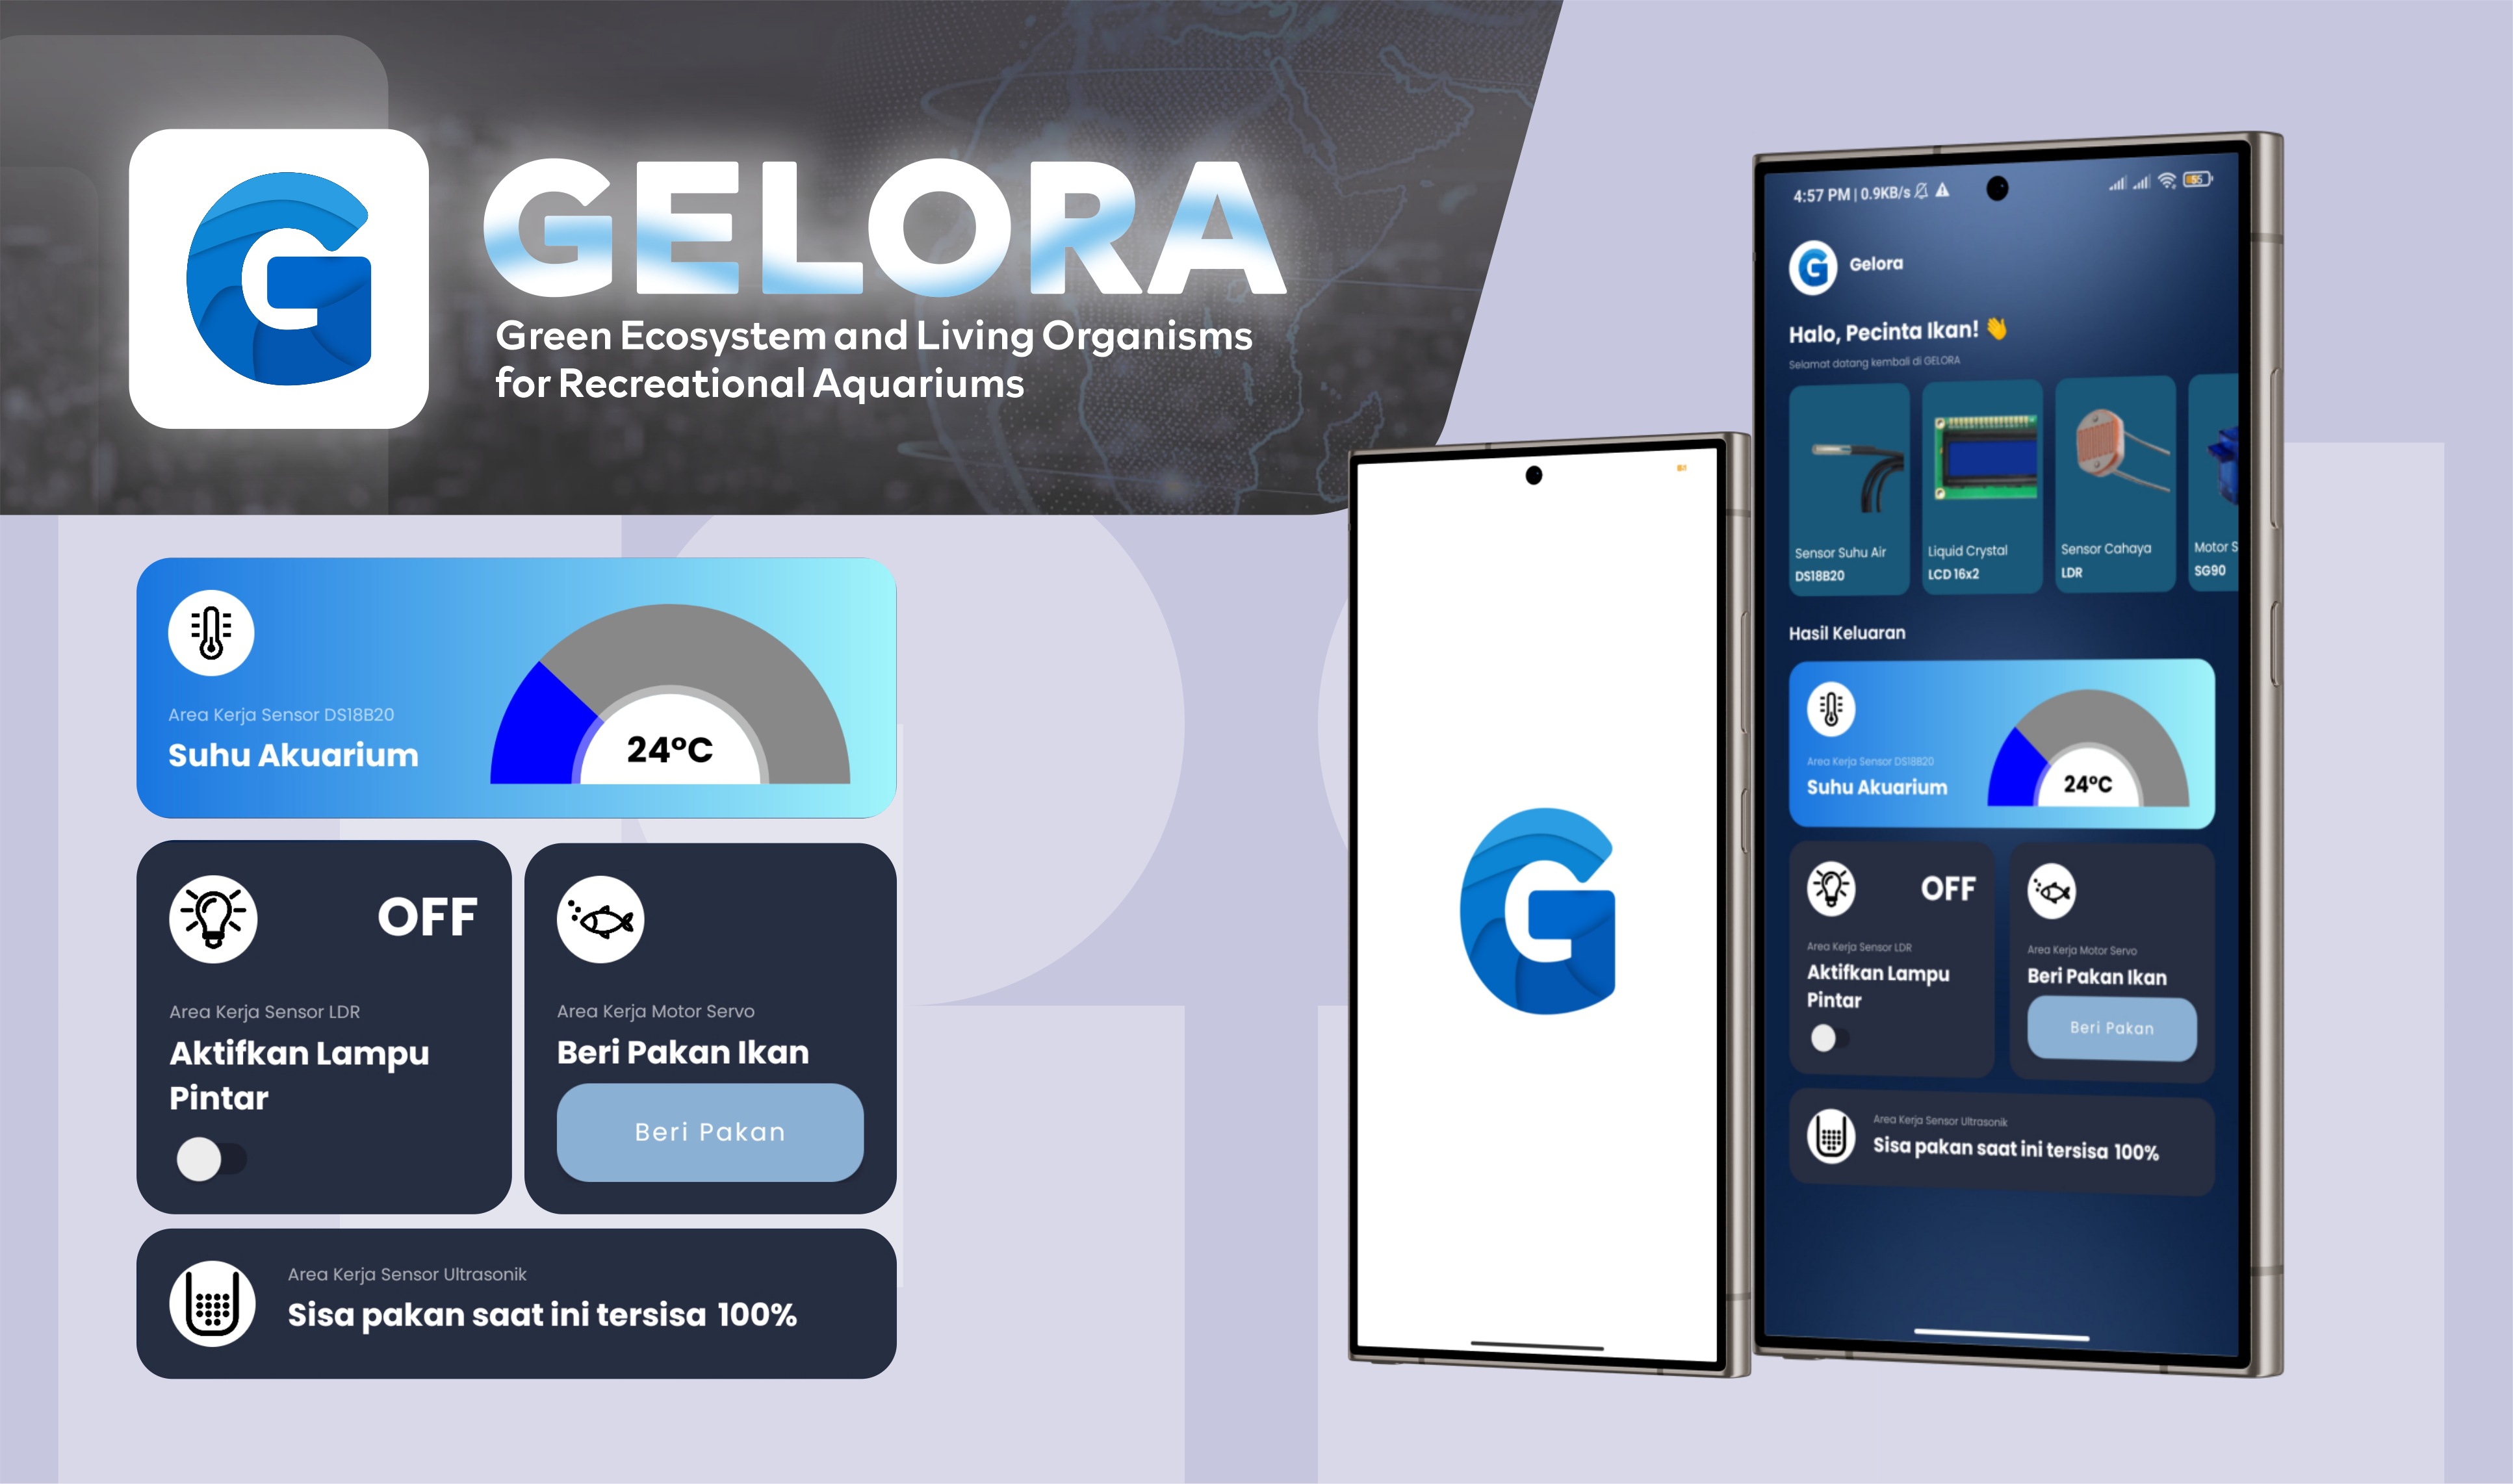 GELORA
Green Ecosystem and Living Organisms
for Recreational Aquariums
Area Kerja Sensor DS18B20
Suhu Akuarium
24°C
OFF
Area Kerja Sensor LDR
Aktifkan Lampu
Pintar
Area Kerja Motor Servo
Beri Pakan Ikan
Beri Pakan
Area Kerja Sensor Ultrasonik
Sisa pakan saat ini tersisa 100%
G
4:57 PM | 0.9KB/s
55
Gelora
Halo, Pecinta Ikan! 👋
Selamat datang kembali di GELORA
Sensor Suhu Air
DS18B20
Liquid Crystal
LCD 16x2
Sensor Cahaya
LDR
Motor S
SG90
Hasil Keluaran
Area Kerja Sensor DS18B20
Suhu Akuarium
24°C
OFF
Area Kerja Sensor LDR
Aktifkan Lampu
Pintar
Area Kerja Motor Servo
Beri Pakan Ikan
Beri Pakan
Area Kerja Sensor Ultrasonik
Sisa pakan saat ini tersisa 100%